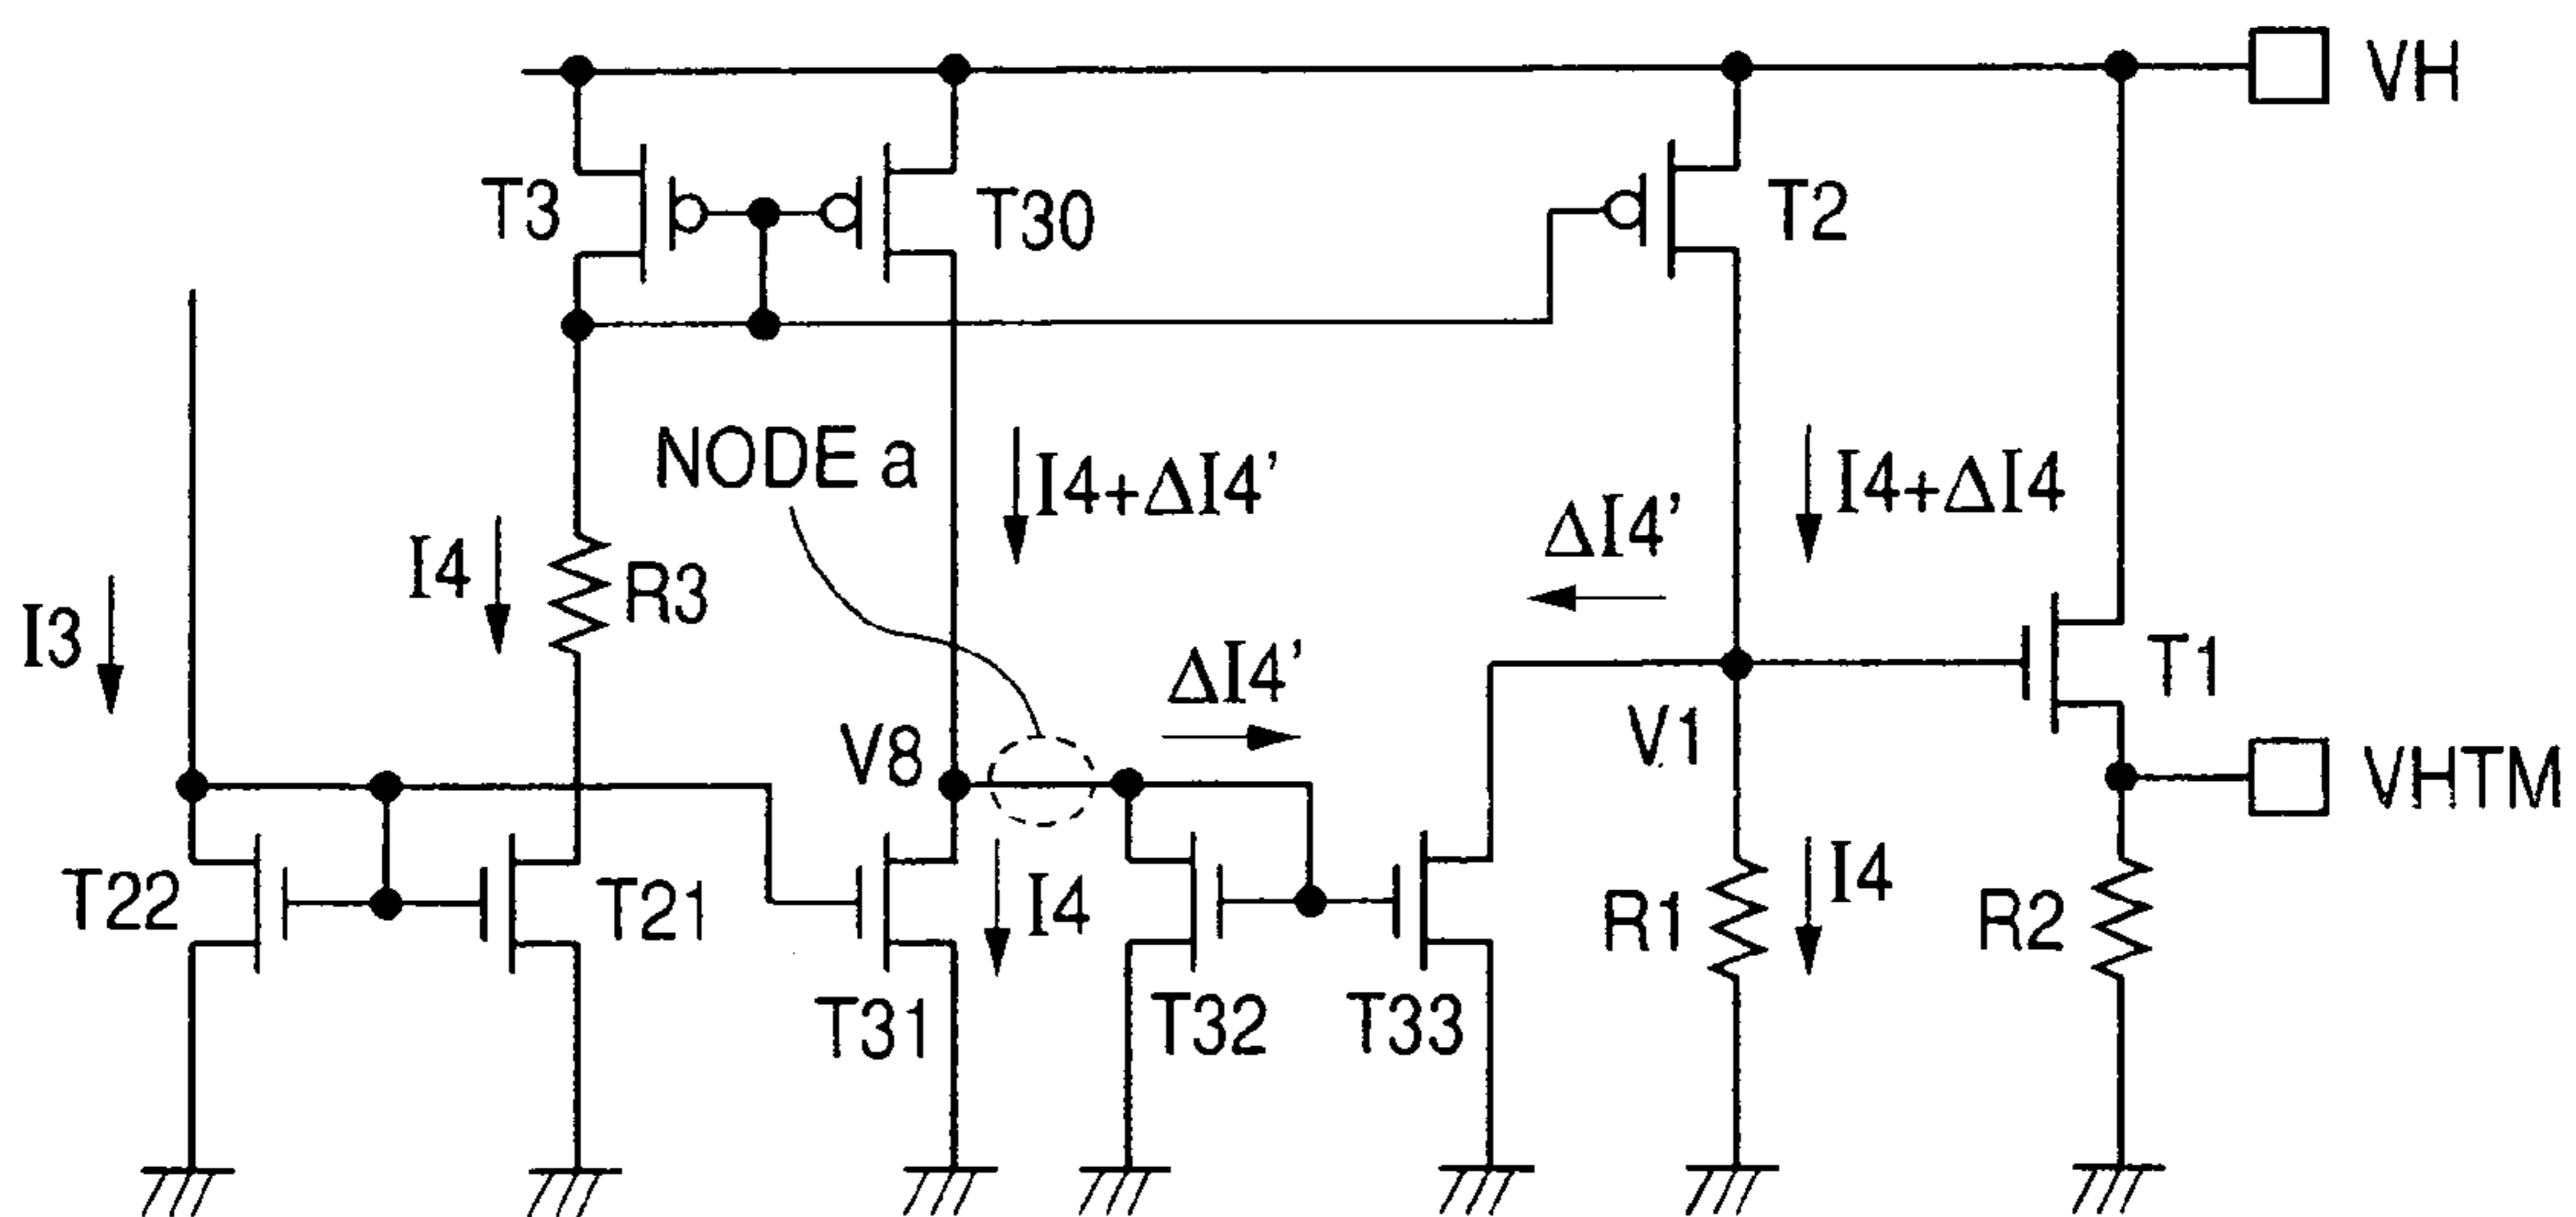 VH
T3
T30
T2
NODE a
I4+ΔI4'
I4+ΔI4
ΔI4'
I4
R3
I3
ΔI4'
T1
V8
V1
VHTM
T22
T21
I4
I4
R1
R2
T31
T32
T33